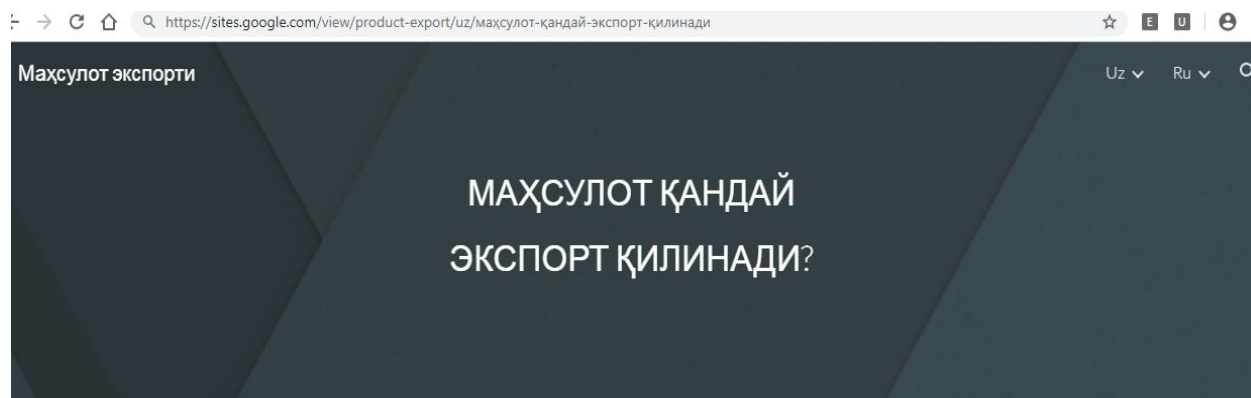 https://sites.google.com/view/product-export/uz/маҳсулот-қандай-экспорт-қилинади
E U
Маҳсулот экспорти
Uz Ru
МАҲСУЛОТ ҚАНДАЙ
ЭКСПОРТ ҚИЛИНАДИ?